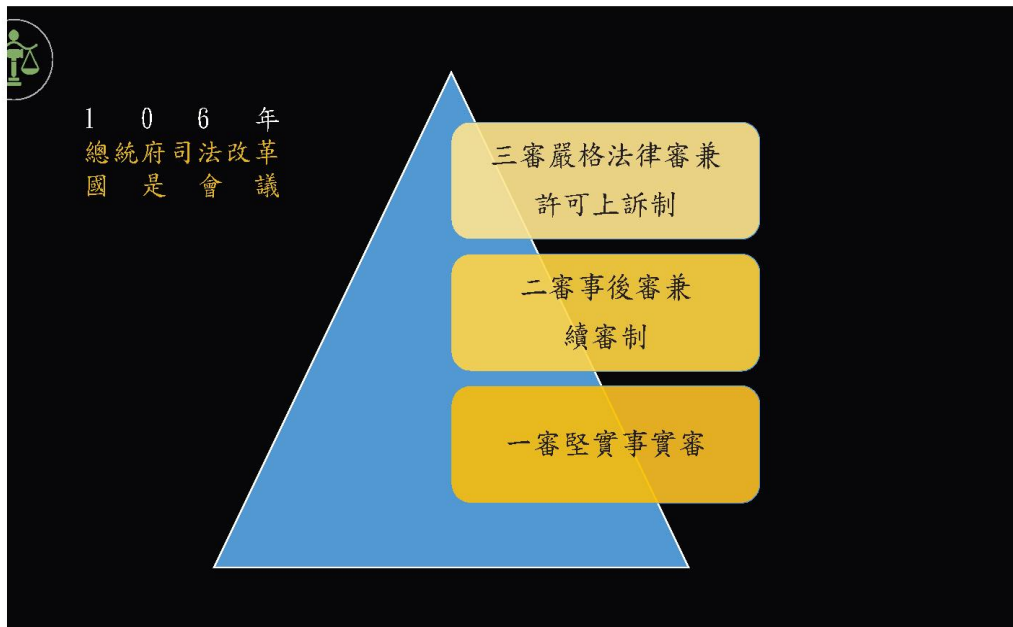 106年
總統府司法改革
國是會議
三審嚴格法律審兼
許可上訴制
二審事後審兼
續審制
一審堅實事實審